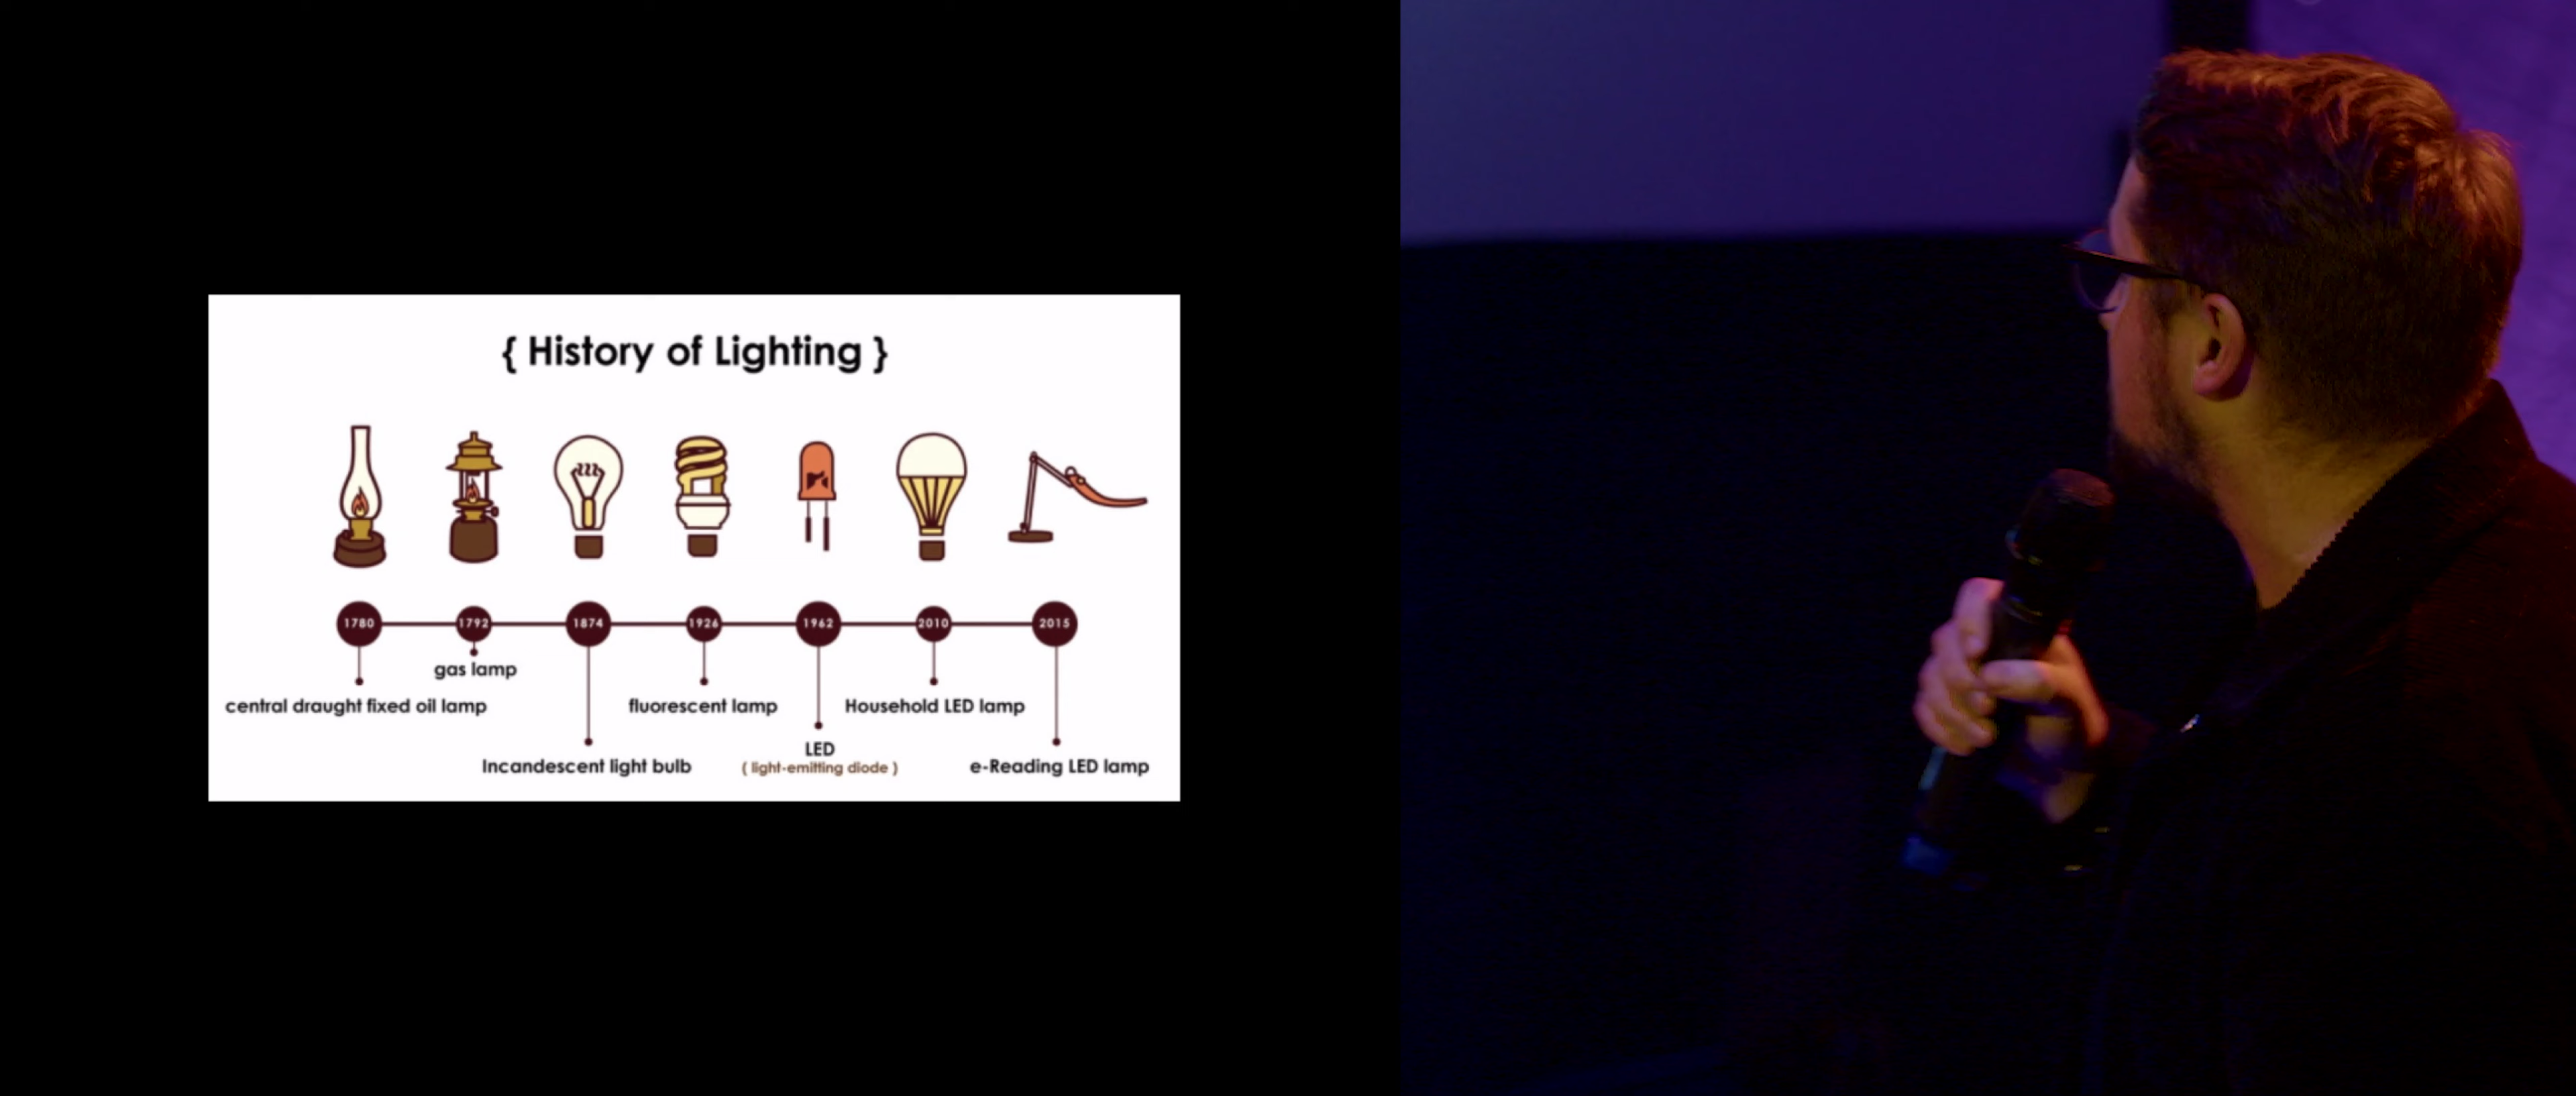 { History of Lighting }
1780 1792 1874 1926 1962 2010 2015
gas lamp
central draught fixed oil lamp fluorescent lamp Household LED lamp
LED
Incandescent light bulb ( light-emitting diode ) e-Reading LED lamp